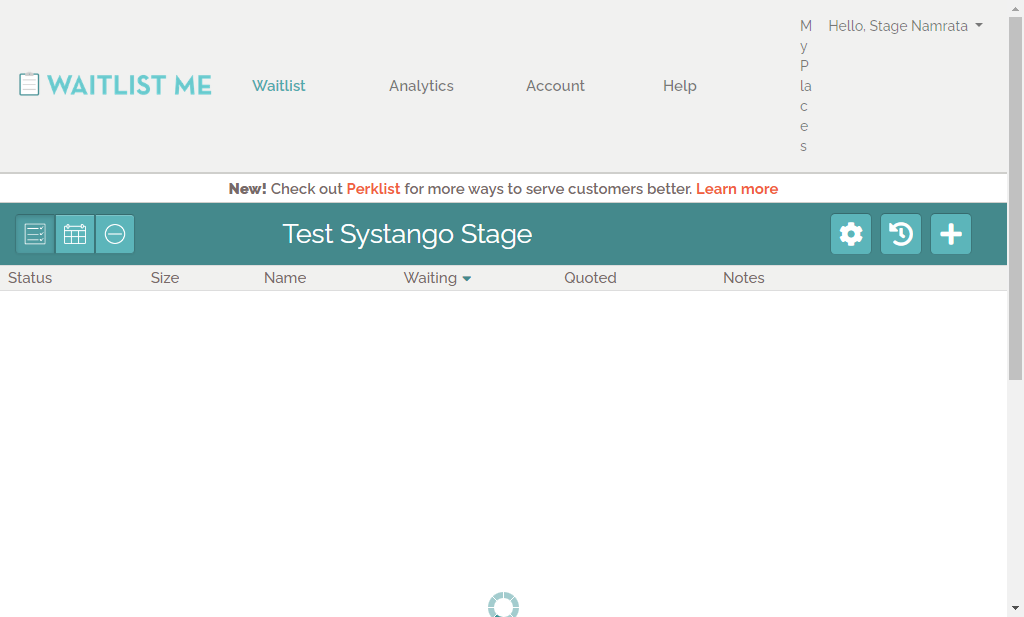 WAITLIST ME
Waitlist
Analytics
Account
Help
My Places
Hello, Stage Namrata
New! Check out Perklist for more ways to serve customers better. Learn more
Test Systango Stage
Status Size Name Waiting Quoted Notes